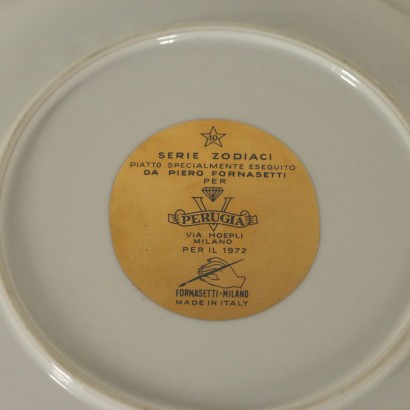 10
SERIE ZODIACI
PIATTO SPECIALMENTE ESEGUITO
DA PIERO FORNASETTI
PER
V
PERUGIA
VIA HOEPLI
MILANO
PER IL 1972
FORNASETTI-MILANO
MADE IN ITALY